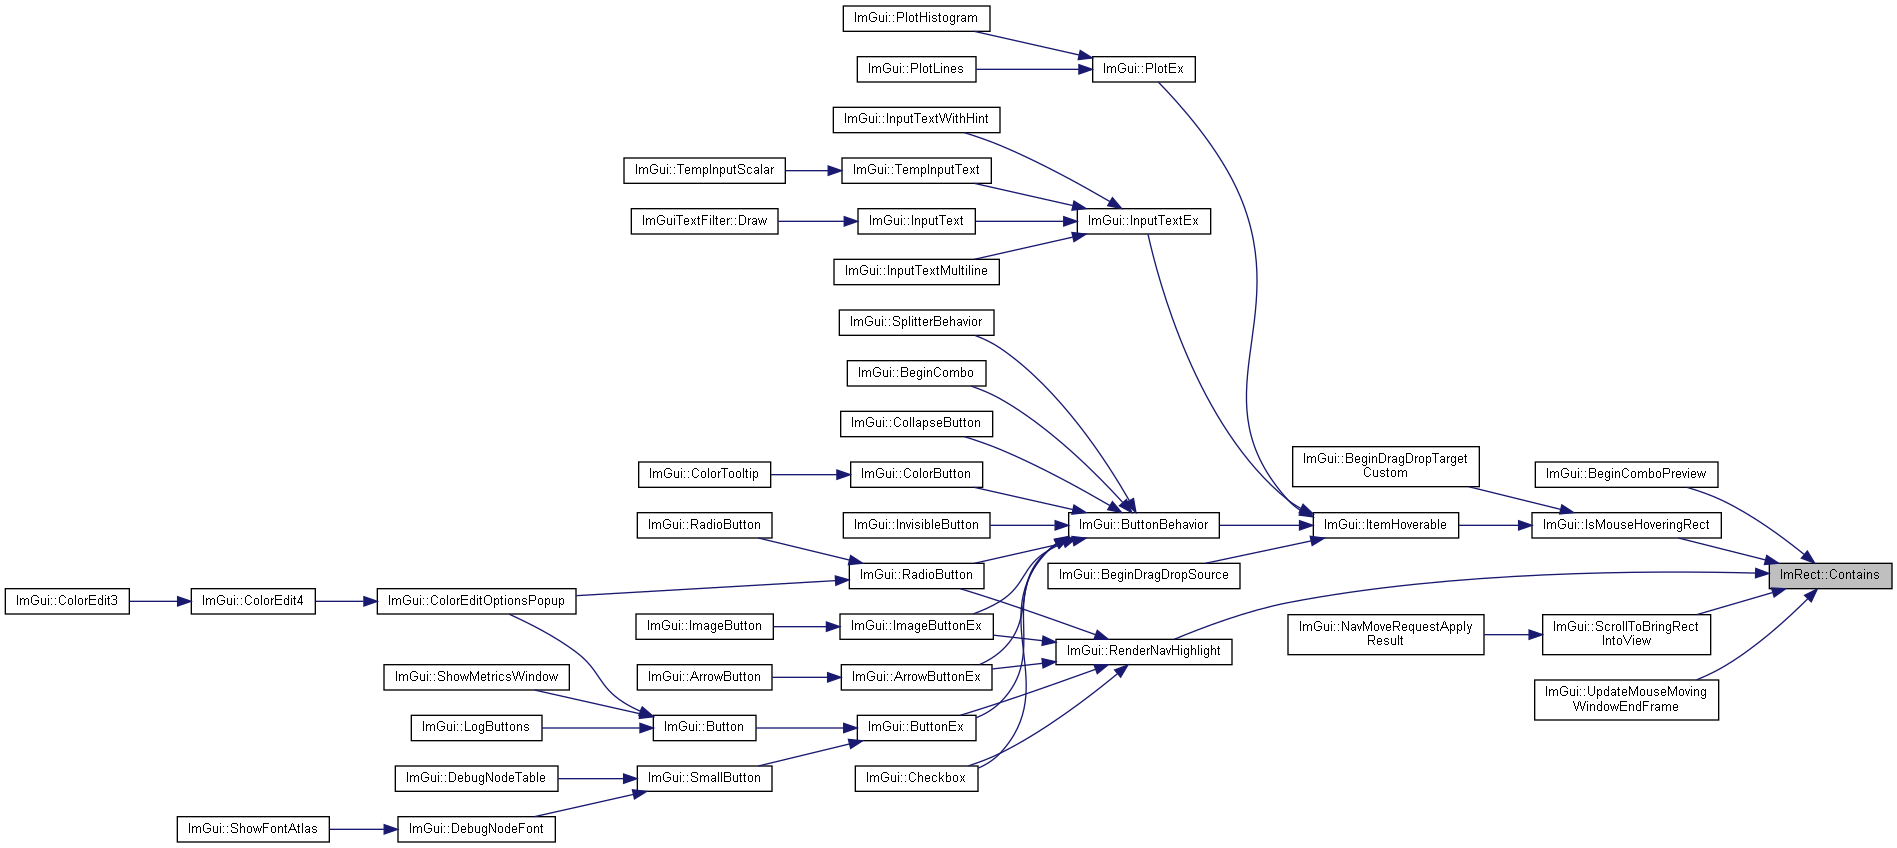 ImGui::PlotHistogram
ImGui::PlotLines
ImGui::PlotEx
ImGui::InputTextWithHint
ImGui::TempInputScalar
ImGui::TempInputText
ImGuiTextFilter::Draw
ImGui::InputText
ImGui::InputTextEx
ImGui::InputTextMultiline
ImGui::SplitterBehavior
ImGui::BeginCombo
ImGui::CollapseButton
ImGui::ColorTooltip
ImGui::ColorButton
ImGui::BeginDragDropTarget
Custom
ImGui::BeginComboPreview
ImGui::RadioButton
ImGui::InvisibleButton
ImGui::ButtonBehavior
ImGui::ItemHoverable
ImGui::IsMouseHoveringRect
ImGui::RadioButton
ImGui::BeginDragDropSource
ImRect::Contains
ImGui::ColorEdit3
ImGui::ColorEdit4
ImGui::ColorEditOptionsPopup
ImGui::ImageButton
ImGui::ImageButtonEx
ImGui::NavMoveRequestApply
Result
ImGui::ScrollToBringRect
IntoView
ImGui::RenderNavHighlight
ImGui::ShowMetricsWindow
ImGui::ArrowButton
ImGui::ArrowButtonEx
ImGui::UpdateMouseMoving
WindowEndFrame
ImGui::LogButtons
ImGui::Button
ImGui::ButtonEx
ImGui::DebugNodeTable
ImGui::SmallButton
ImGui::Checkbox
ImGui::ShowFontAtlas
ImGui::DebugNodeFont